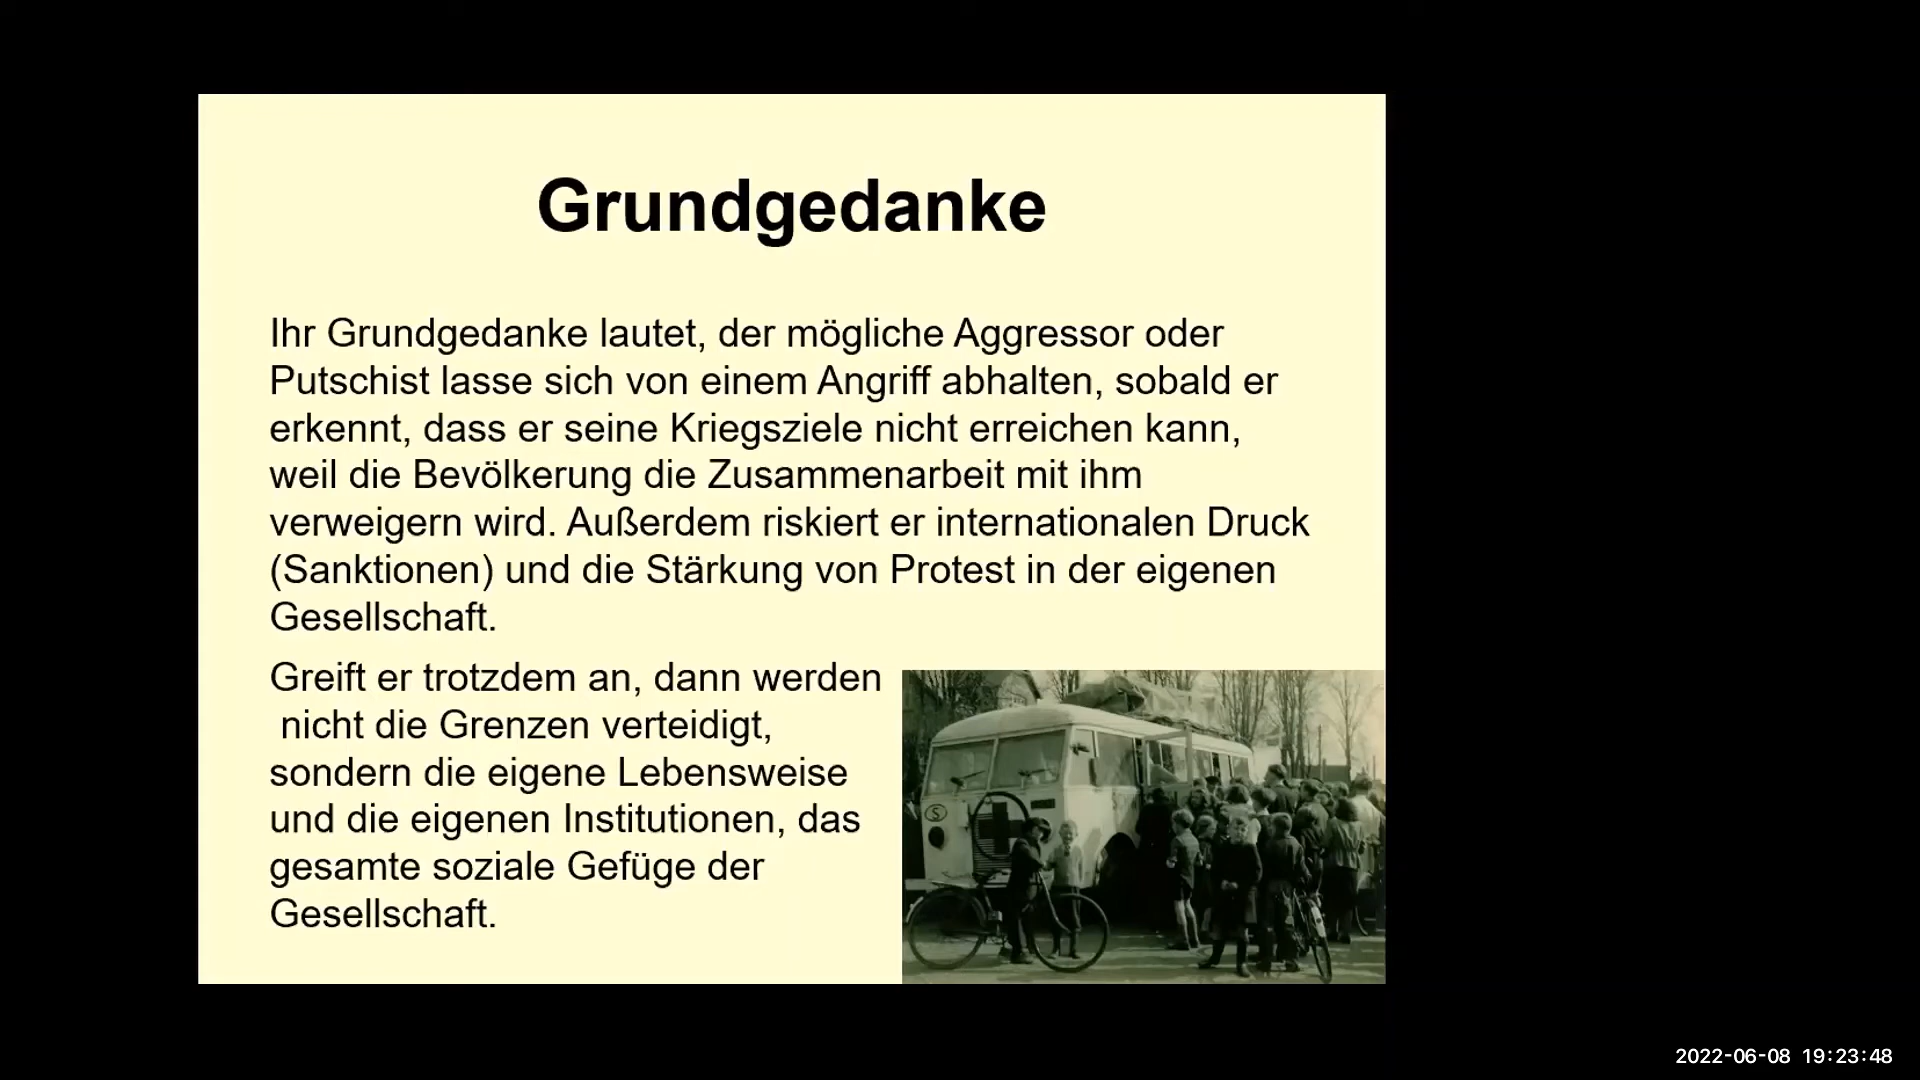 Grundgedanke
Ihr Grundgedanke lautet, der mögliche Aggressor oder
Putschist lasse sich von einem Angriff abhalten, sobald er
erkennt, dass er seine Kriegsziele nicht erreichen kann,
weil die Bevölkerung die Zusammenarbeit mit ihm
verweigern wird. Außerdem riskiert er internationalen Druck
(Sanktionen) und die Stärkung von Protest in der eigenen
Gesellschaft.
Greift er trotzdem an, dann werden
nicht die Grenzen verteidigt,
sondern die eigene Lebensweise
und die eigenen Institutionen, das
gesamte soziale Gefüge der
Gesellschaft.
S
2022-06-08 19:23:48